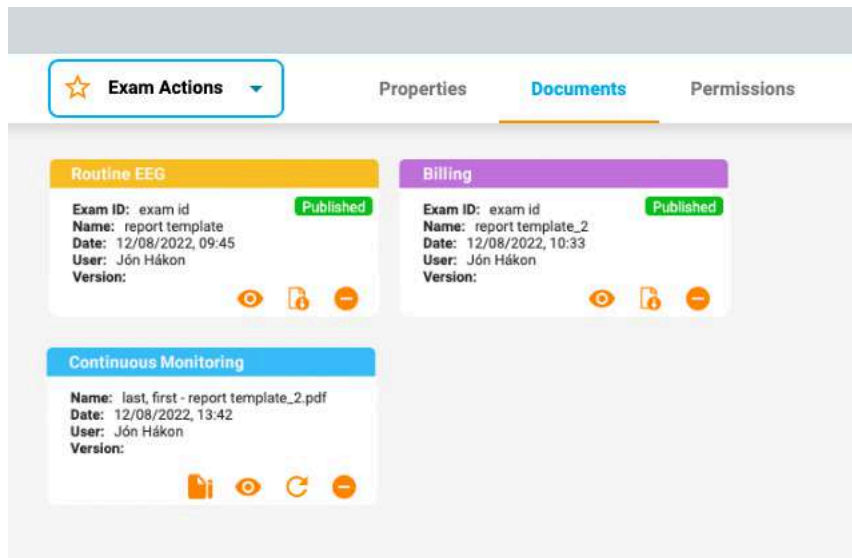 Exam Actions
Properties
Documents
Permissions
Routine EEG
Exam ID: exam id
Published
Name: report template
Date: 12/08/2022, 09:45
User: Jón Hákon
Version:
Billing
Exam ID: exam id
Published
Name: report template_2
Date: 12/08/2022, 10:33
User: Jón Hákon
Version:
Continuous Monitoring
Name: last, first - report template_2.pdf
Date: 12/08/2022, 13:42
User: Jón Hákon
Version: